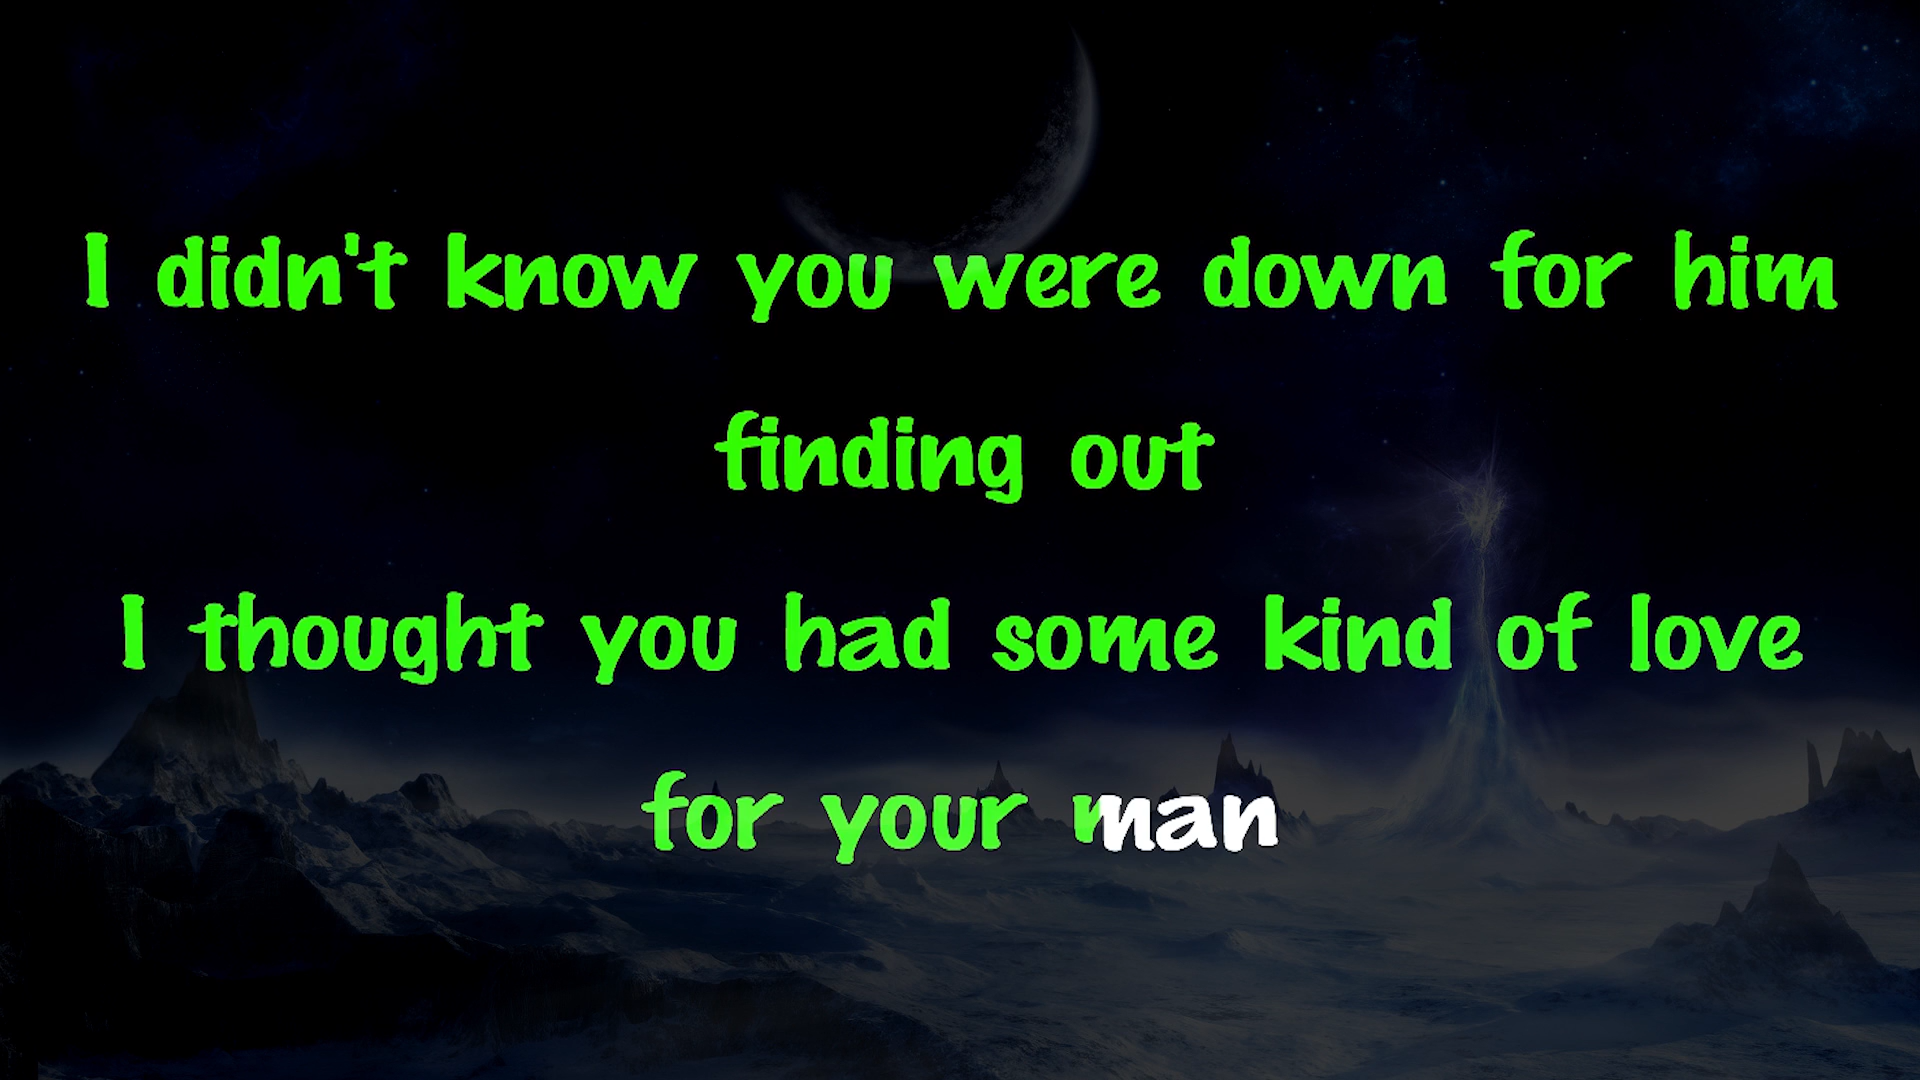 I didn't know you were down for him
finding out
I thought you had some kind of love
for your man